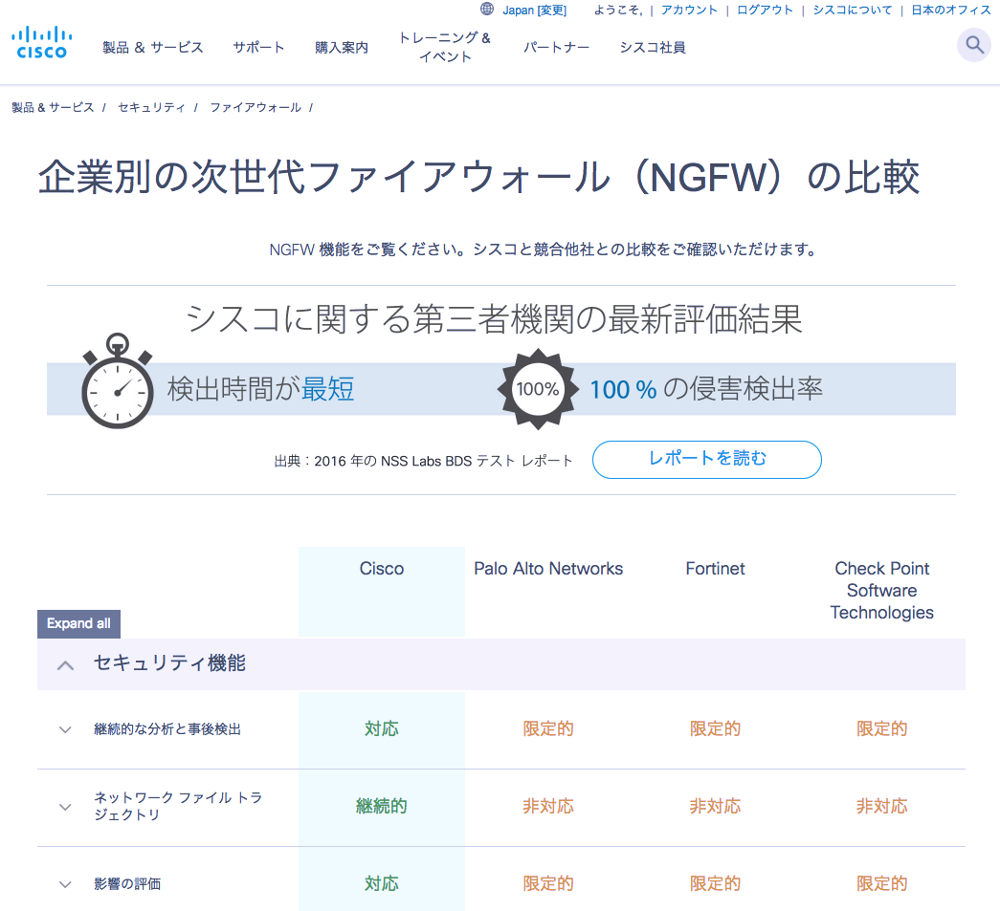 Japan [変更] ようこそ, | アカウント | ログアウト | シスコについて | 日本のオフィス
CISCO
製品 & サービス サポート 購入案内 トレーニング & イベント パートナー シスコ社員
製品 & サービス / セキュリティ / ファイアウォール /
企業別の次世代ファイアウォール（NGFW）の比較
NGFW 機能をご覧ください。シスコと競合他社との比較をご確認いただけます。
シスコに関する第三者機関の最新評価結果
検出時間が最短 100% 100 % の侵害検出率
出典：2016 年の NSS Labs BDS テスト レポート レポートを読む
Cisco Palo Alto Networks Fortinet Check Point
Software
Technologies
Expand all
セキュリティ機能
継続的な分析と事後検出 対応 限定的 限定的 限定的
ネットワーク ファイル トラ
ジェクトリ 継続的 非対応 非対応 非対応
影響の評価 対応 限定的 限定的 限定的